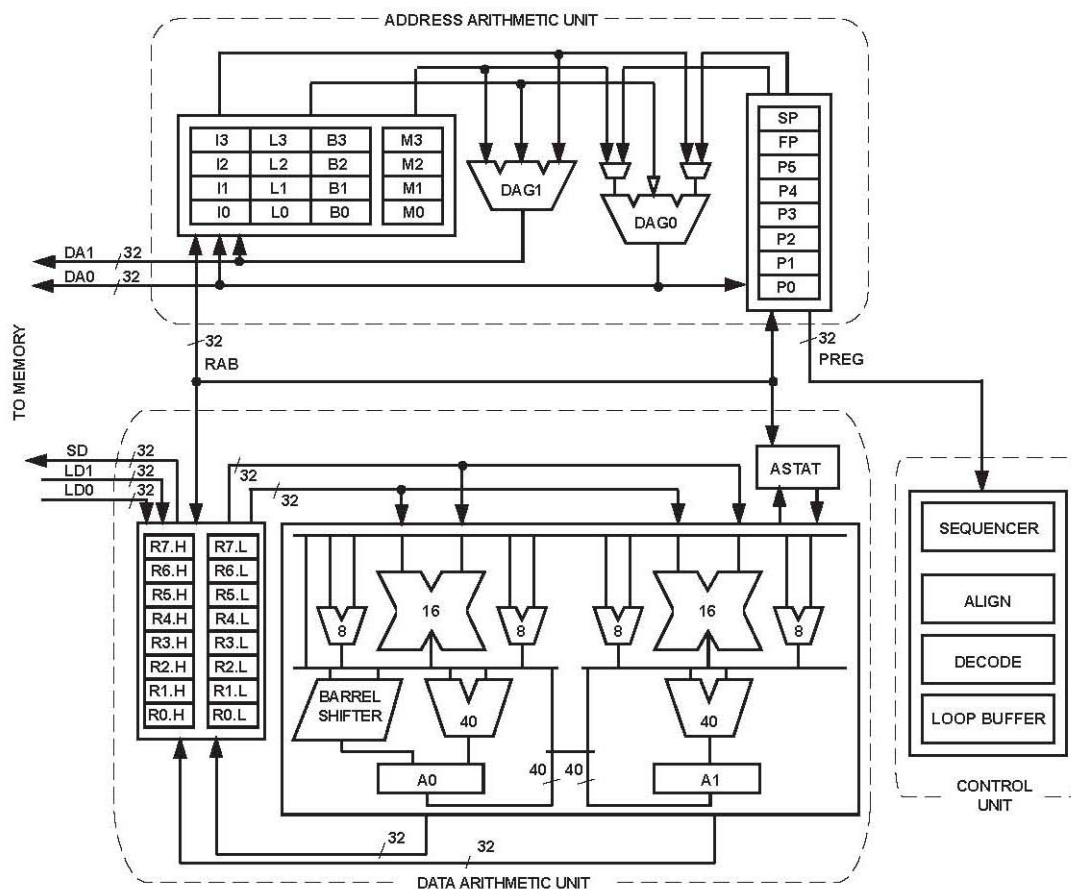 ADDRESS ARITHMETIC UNIT
I3 L3 B3 M3
I2 L2 B2 M2
I1 L1 B1 M1
I0 L0 B0 M0
DAG1
DAG0
SP
FP
P5
P4
P3
P2
P1
P0
DA1 32
DA0 32
32
RAB
32
PREG
TO MEMORY
SD 32
LD1 32
LD0 32
32
32
ASTAT
R7.H R7.L
R6.H R6.L
R5.H R5.L
R4.H R4.L
R3.H R3.L
R2.H R2.L
R1.H R1.L
R0.H R0.L
8 16 8 8 16 8
BARREL
SHIFTER
40
40
A0
40 40
A1
32
32
DATA ARITHMETIC UNIT
SEQUENCER
ALIGN
DECODE
LOOP BUFFER
CONTROL
UNIT